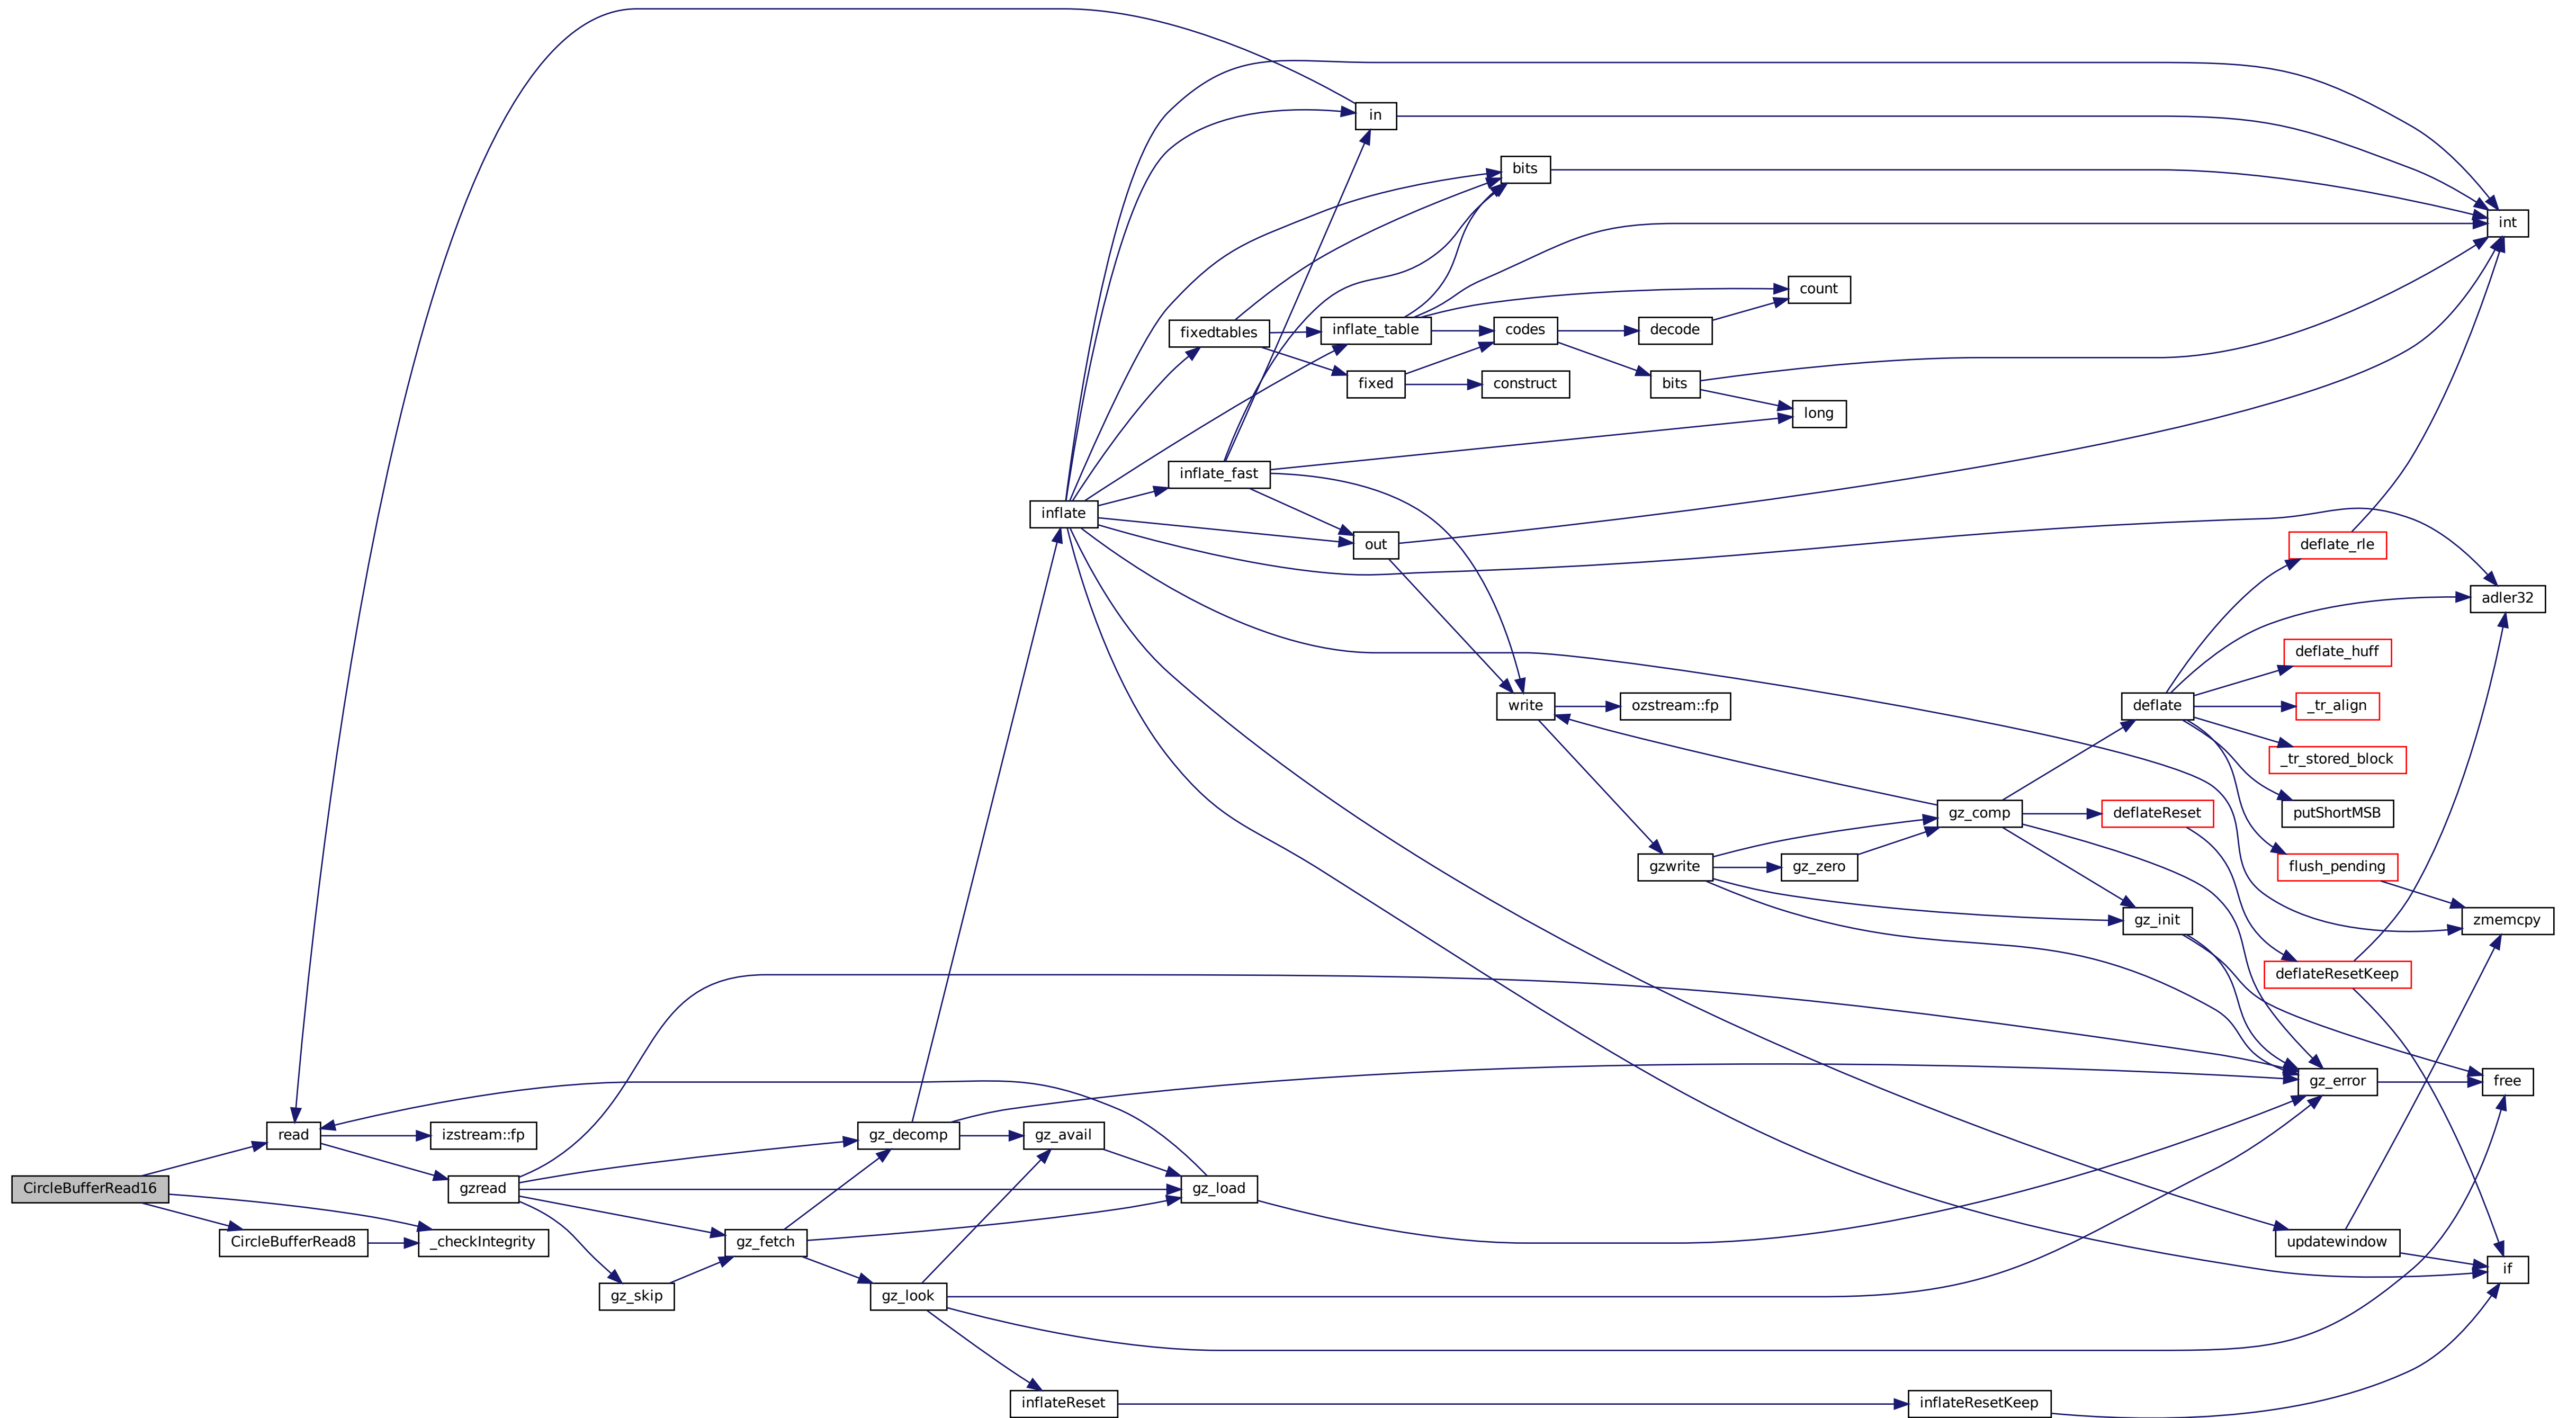 in
bits
int
count
fixedtables
inflate_table
codes
decode
fixed
construct
bits
long
inflate_fast
inflate
out
deflate_rle
adler32
deflate_huff
write
ozstream::fp
deflate
_tr_align
_tr_stored_block
gz_comp
deflateReset
putShortMSB
gzwrite
gz_zero
flush_pending
gz_init
zmemcpy
deflateResetKeep
gz_error
free
read
izstream::fp
gz_decomp
gz_avail
CircleBufferRead16
gzread
gz_load
CircleBufferRead8
_checkIntegrity
gz_fetch
updatewindow
if
gz_skip
gz_look
inflateReset
inflateResetKeep